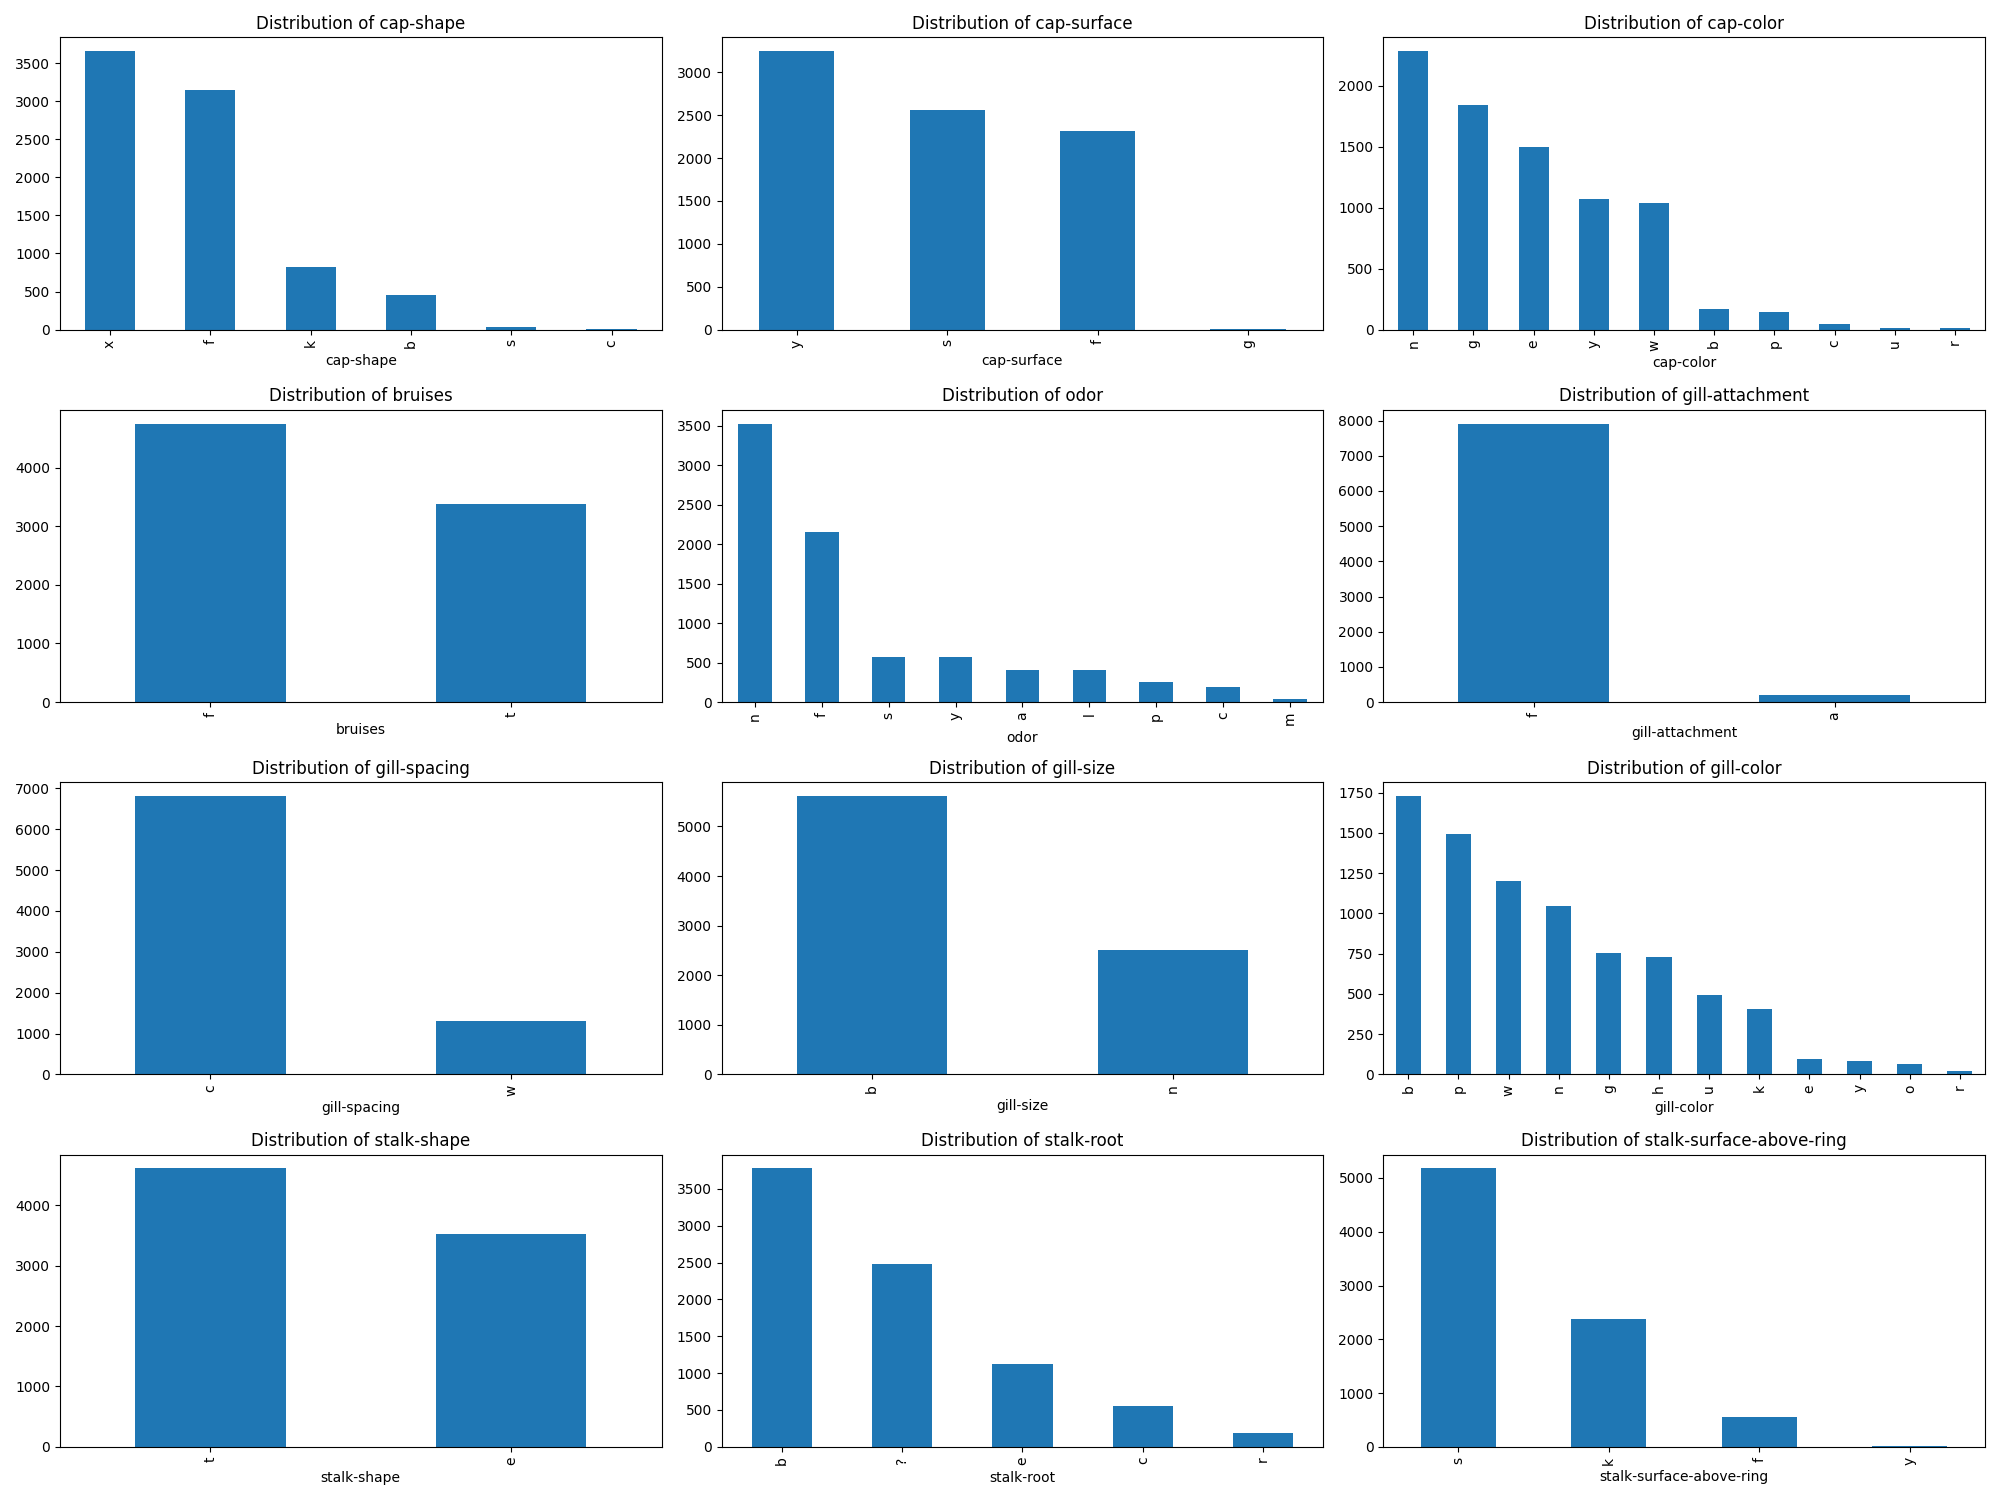 Distribution of cap-shape
3500
3000
2500
2000
1500
1000
500
0
x f k b s c
cap-shape
Distribution of cap-surface
3000
2500
2000
1500
1000
500
0
y s f g
cap-surface
Distribution of cap-color
2000
1500
1000
500
0
n g e y w b p c u r
cap-color
Distribution of bruises
4000
3000
2000
1000
0
f t
bruises
Distribution of odor
3500
3000
2500
2000
1500
1000
500
0
n f s y a l p c m
odor
Distribution of gill-attachment
8000
7000
6000
5000
4000
3000
2000
1000
0
f a
gill-attachment
Distribution of gill-spacing
7000
6000
5000
4000
3000
2000
1000
0
c w
gill-spacing
Distribution of gill-size
5000
4000
3000
2000
1000
0
b n
gill-size
Distribution of gill-color
1750
1500
1250
1000
750
500
250
0
b p w n g h u k e y o r
gill-color
Distribution of stalk-shape
4000
3000
2000
1000
0
t e
stalk-shape
Distribution of stalk-root
3500
3000
2500
2000
1500
1000
500
0
b ? e c r
stalk-root
Distribution of stalk-surface-above-ring
5000
4000
3000
2000
1000
0
s k f y
stalk-surface-above-ring